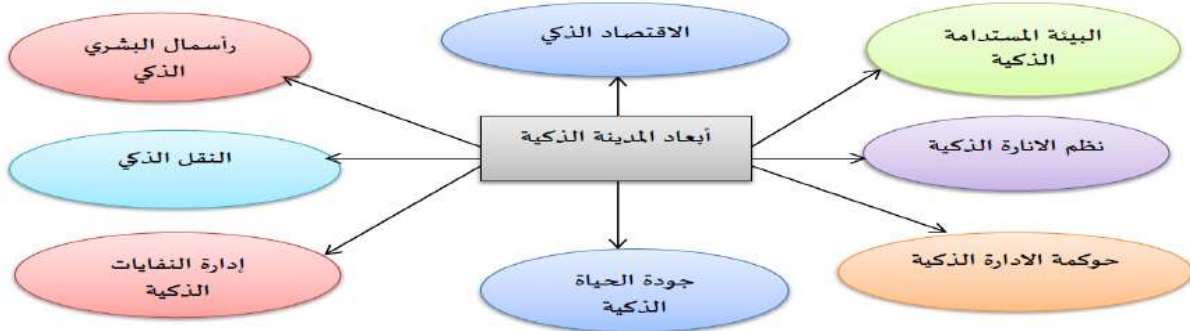 البيئة المستدامة
الذكية
الاقتصاد الذكي
رأسمال البشري
الذكي
نظم الانارة الذكية
أبعاد المدينة الذكية
النقل الذكي
حوكمة الادارة الذكية
جودة الحياة
الذكية
إدارة النفايات
الذكية